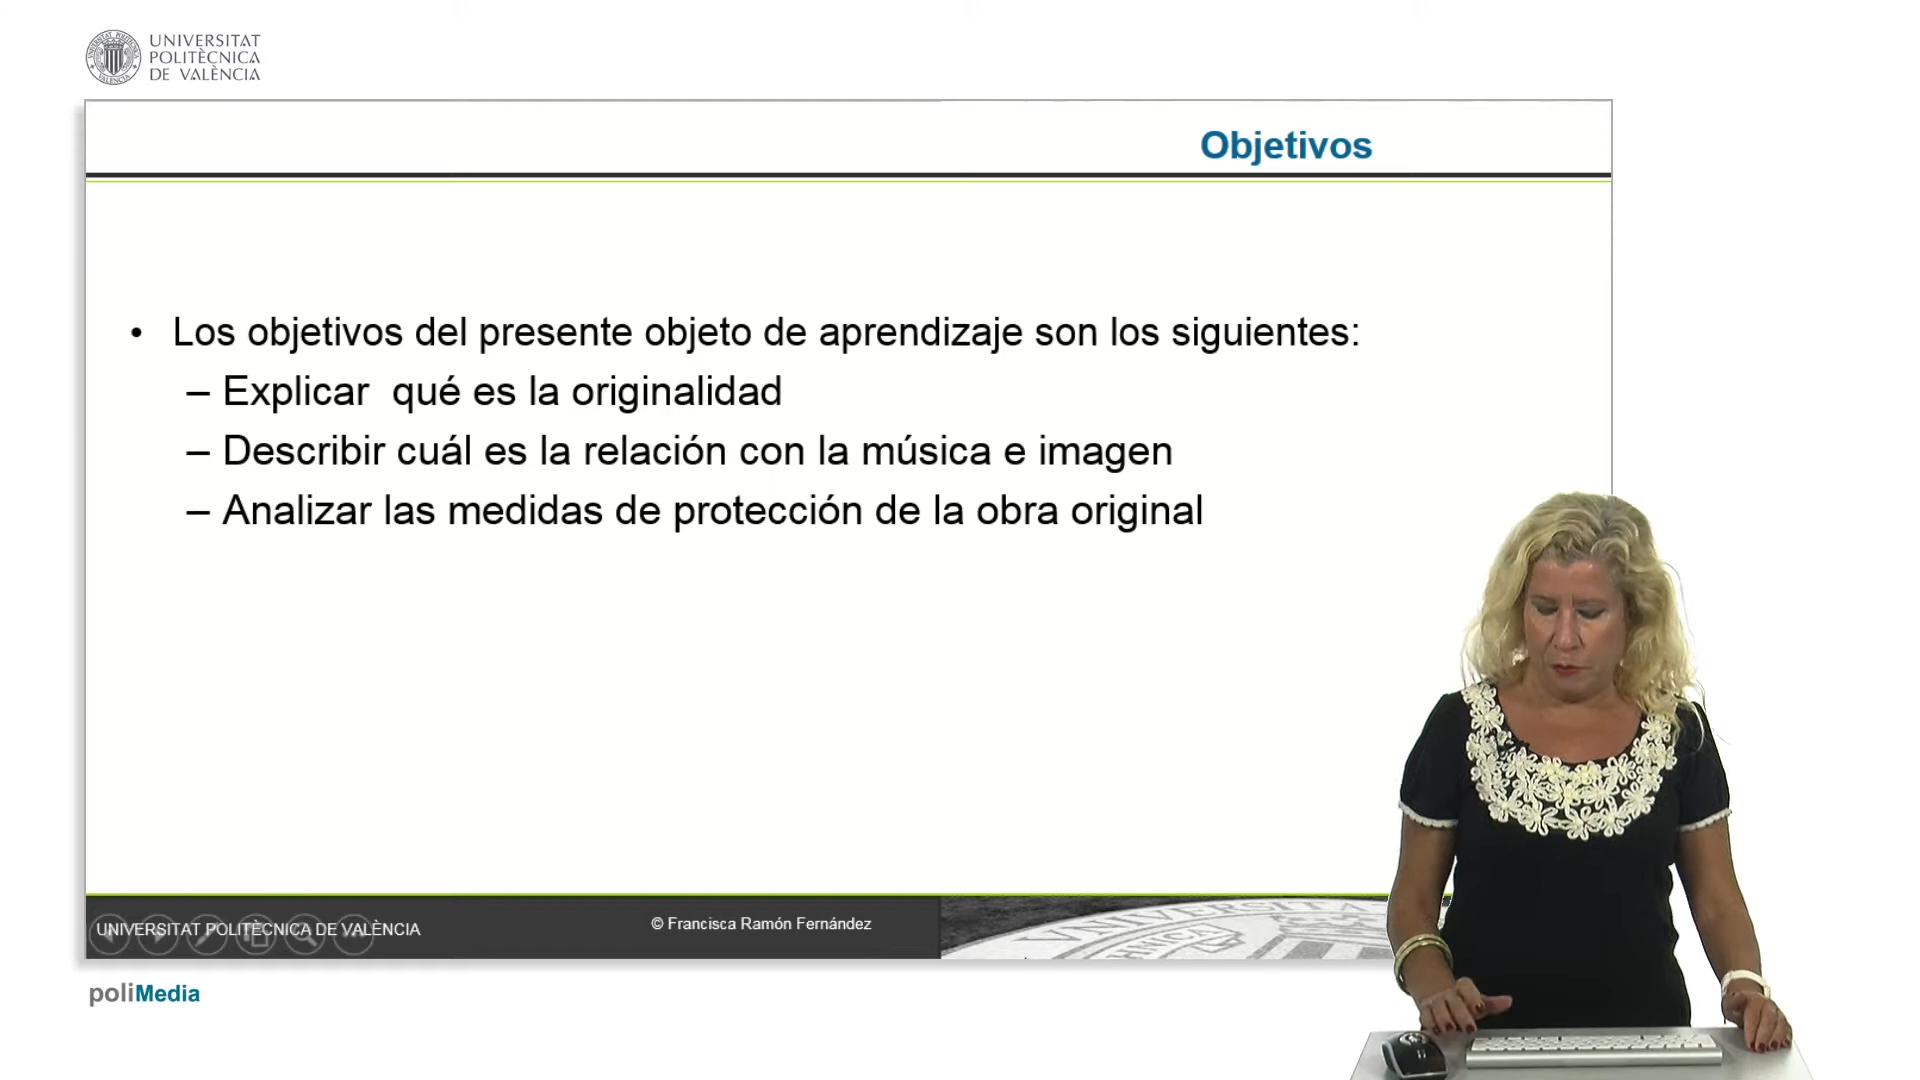 UNIVERSITAT
POLITÈCNICA
DE VALÈNCIA
Objetivos
• Los objetivos del presente objeto de aprendizaje son los siguientes:
– Explicar qué es la originalidad
– Describir cuál es la relación con la música e imagen
– Analizar las medidas de protección de la obra original
UNIVERSITAT POLITÈCNICA DE VALÈNCIA
© Francisca Ramón Fernández
poliMedia